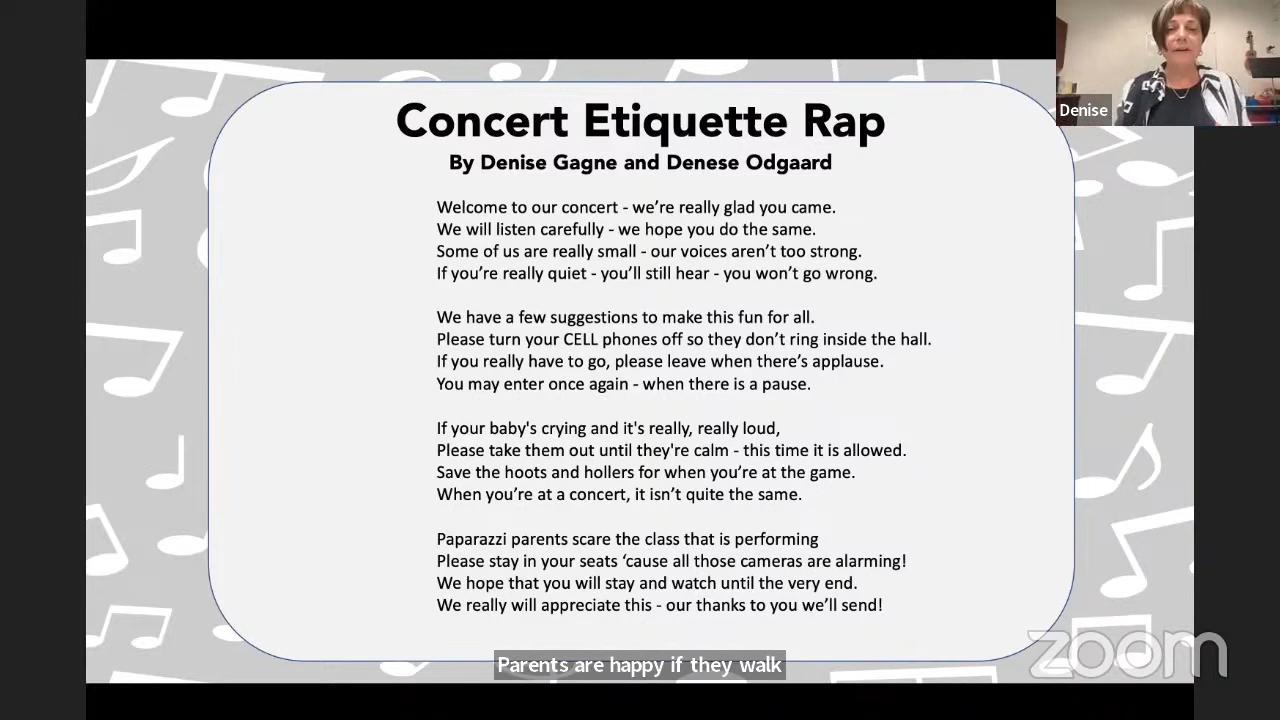 Concert Etiquette Rap
By Denise Gagne and Denese Odgaard
Welcome to our concert - we're really glad you came.
We will listen carefully - we hope you do the same.
Some of us are really small - our voices aren't too strong.
If you're really quiet - you'll still hear - you won't go wrong.
We have a few suggestions to make this fun for all.
Please turn your CELL phones off so they don't ring inside the hall.
If you really have to go, please leave when there's applause.
You may enter once again - when there is a pause.
If your baby's crying and it's really, really loud,
Please take them out until they're calm - this time it is allowed.
Save the hoots and hollers for when you're at the game.
When you're at a concert, it isn't quite the same.
Paparazzi parents scare the class that is performing
Please stay in your seats ‘cause all those cameras are alarming!
We hope that you will stay and watch until the very end.
We really will appreciate this - our thanks to you we'll send!
Denise
Parents are happy if they walk
zoom